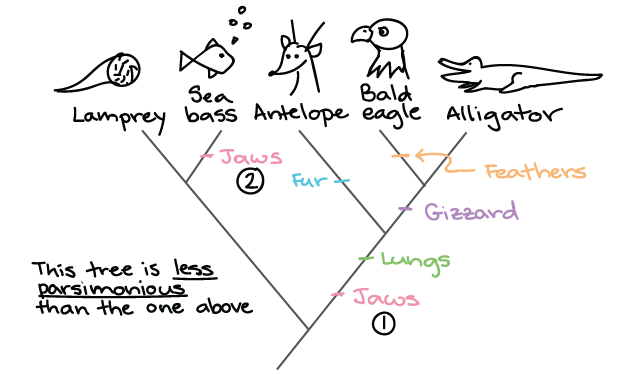 Lamprey
Sea
bass
Antelope
Bald
eagle
Alligator
Jaws
②
Fur
Feathers
Gizzard
Lungs
Jaws
①
This tree is less
parsimonious
than the one above